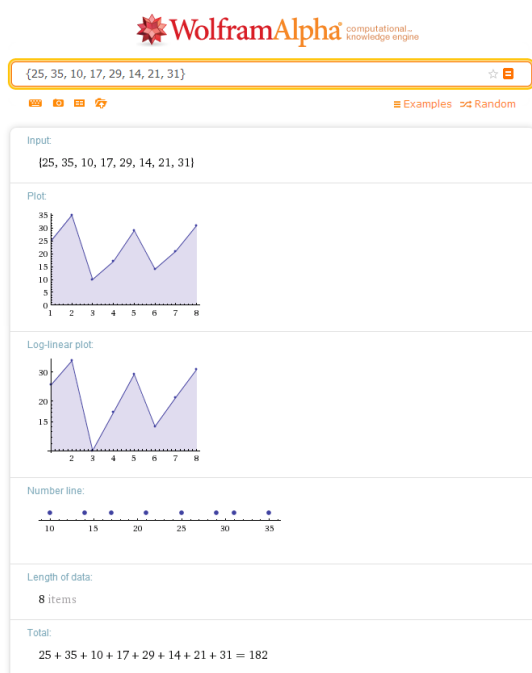 WolframAlpha computational... knowledge engine
{25, 35, 10, 17, 29, 14, 21, 31}
Examples Random
Input:
{25, 35, 10, 17, 29, 14, 21, 31}
Plot:
35
30
25
20
15
10
5
0
1 2 3 4 5 6 7 8
Log-linear plot:
30
20
15
2 3 4 5 6 7 8
Number line:
10 15 20 25 30 35
Length of data:
8 items
Total:
25 + 35 + 10 + 17 + 29 + 14 + 21 + 31 = 182